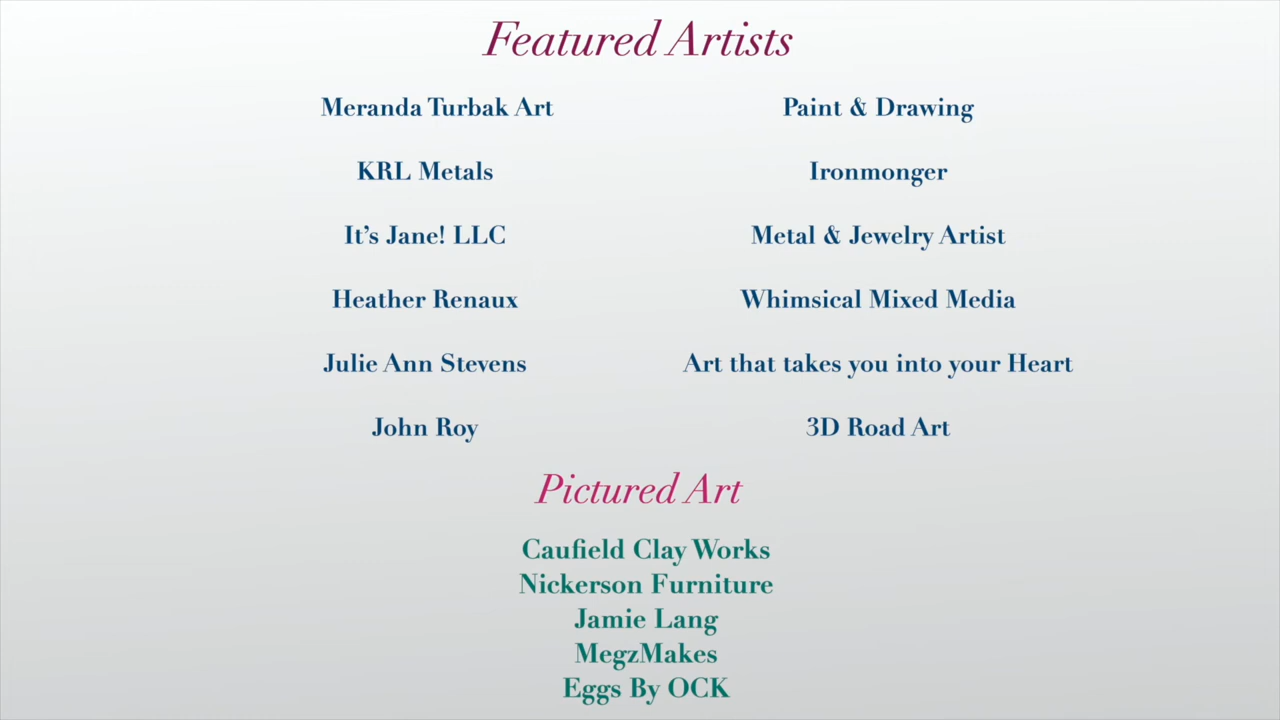 Featured Artists
Meranda Turbak Art Paint & Drawing
KRL Metals Ironmonger
It’s Jane! LLC Metal & Jewelry Artist
Heather Renaux Whimsical Mixed Media
Julie Ann Stevens Art that takes you into your Heart
John Roy 3D Road Art
Pictured Art
Caufield Clay Works
Nickerson Furniture
Jamie Lang
MegzMakes
Eggs By OCK